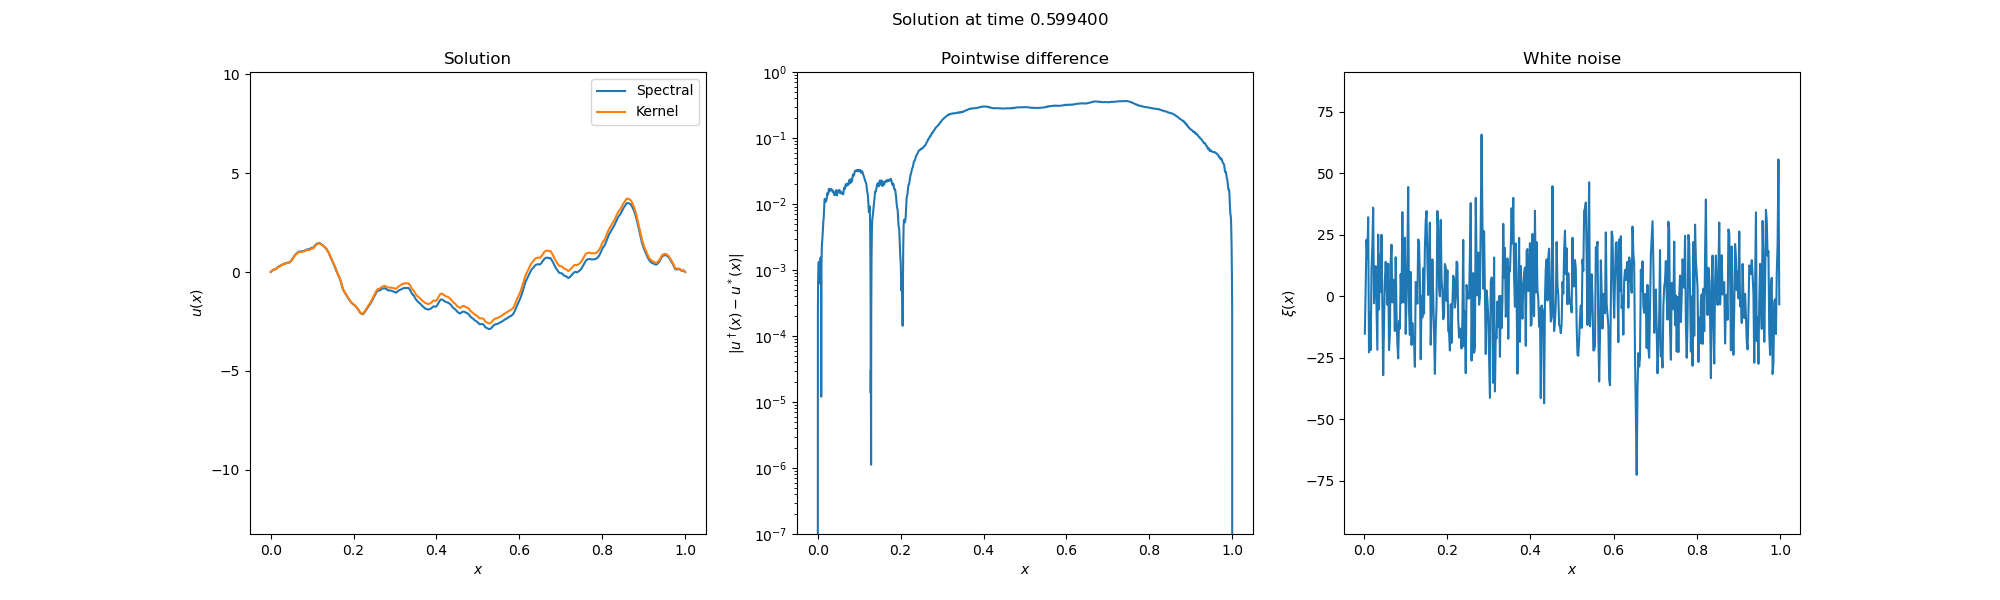 Solution at time 0.599400
Solution
10
5
0
−5
−10
u(x)
0.0 0.2 0.4 0.6 0.8 1.0
x
Spectral
Kernel
Pointwise difference
10⁰
10⁻¹
10⁻²
10⁻³
10⁻⁴
10⁻⁵
10⁻⁶
10⁻⁷
|u†(x) − u*(x)|
0.0 0.2 0.4 0.6 0.8 1.0
x
White noise
75
50
25
0
−25
−50
−75
ξ(x)
0.0 0.2 0.4 0.6 0.8 1.0
x